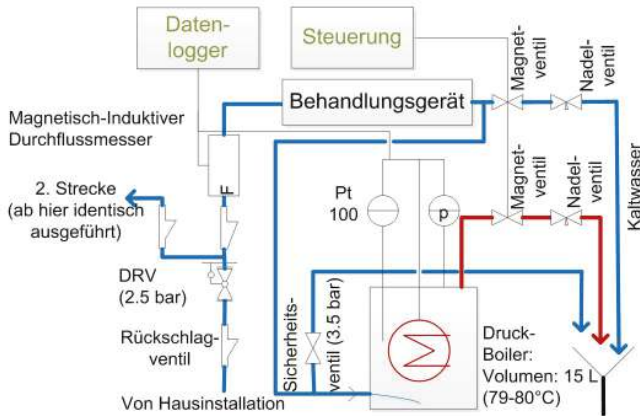 Daten-
logger
Steuerung
Magnet-
ventil
Nadel-
ventil
Behandlungsgerät
Magnetisch-Induktiver
Durchflussmesser
F
2. Strecke
(ab hier identisch
ausgeführt)
Pt
100
p
Magnet-
ventil
Nadel-
ventil
Kaltwasser
DRV
(2.5 bar)
Sicherheits-
ventil (3.5 bar)
Rückschlag-
ventil
Druck-
Boiler:
Volumen: 15 L
(79-80°C)
Von Hausinstallation